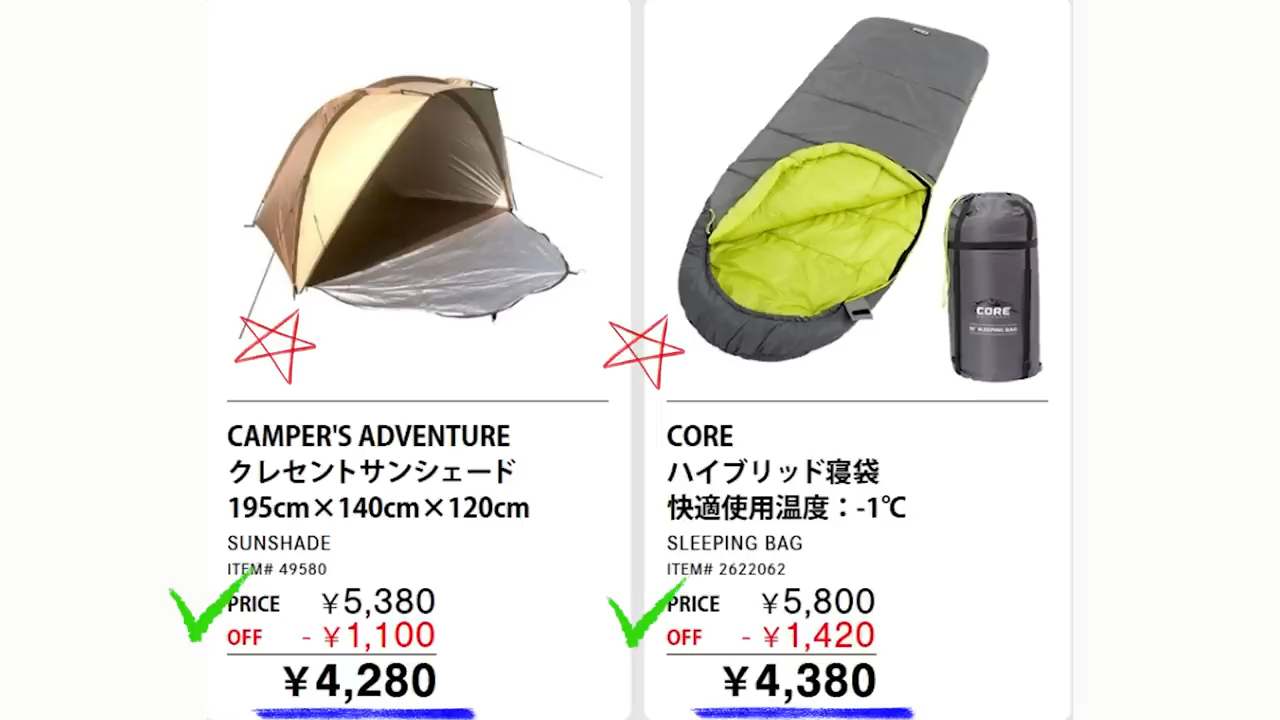 CORE
CAMPER'S ADVENTURE
クレセントサンシェード
195cm×140cm×120cm
SUNSHADE
ITEM# 49580
PRICE ¥5,380
OFF - ¥1,100
¥4,280
CORE
ハイブリッド寝袋
快適使用温度：-1℃
SLEEPING BAG
ITEM# 2622062
PRICE ¥5,800
OFF - ¥1,420
¥4,380